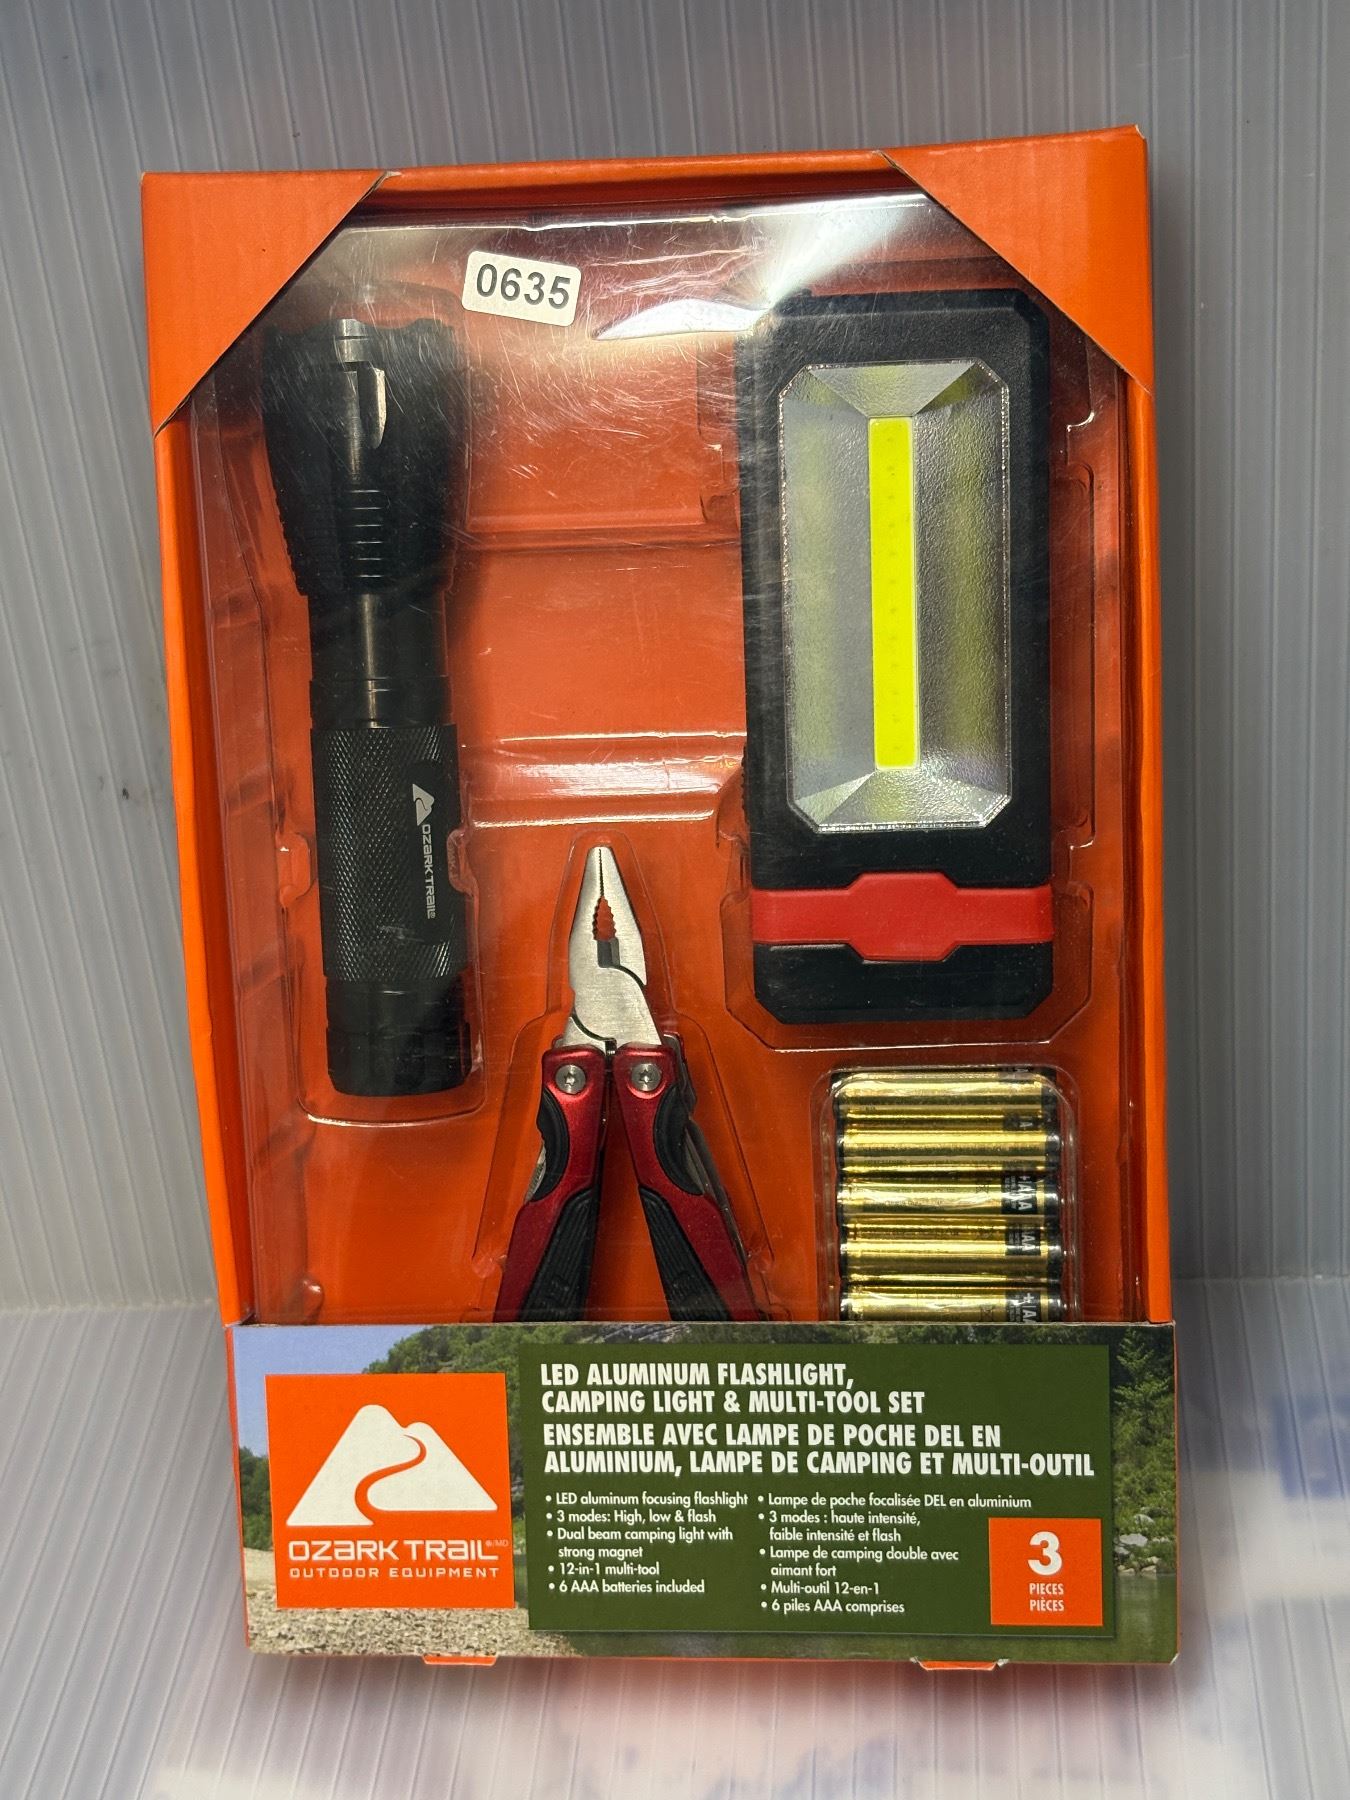 0635
OZARK TRAIL®
+AAA
AAA
+AA
LED ALUMINUM FLASHLIGHT,
CAMPING LIGHT & MULTI-TOOL SET
ENSEMBLE AVEC LAMPE DE POCHE DEL EN
ALUMINIUM, LAMPE DE CAMPING ET MULTI-OUTIL
• LED aluminum focusing flashlight
• 3 modes: High, low & flash
• Dual beam camping light with
strong magnet
• 12-in-1 multi-tool
• 6 AAA batteries included
• Lampe de poche focalisée DEL en aluminium
• 3 modes : haute intensité,
faible intensité et flash
• Lampe de camping double avec
aimant fort
• Multi-outil 12-en-1
• 6 piles AAA comprises
OZARK TRAIL®/MD
OUTDOOR EQUIPMENT
3
PIECES
PIÈCES